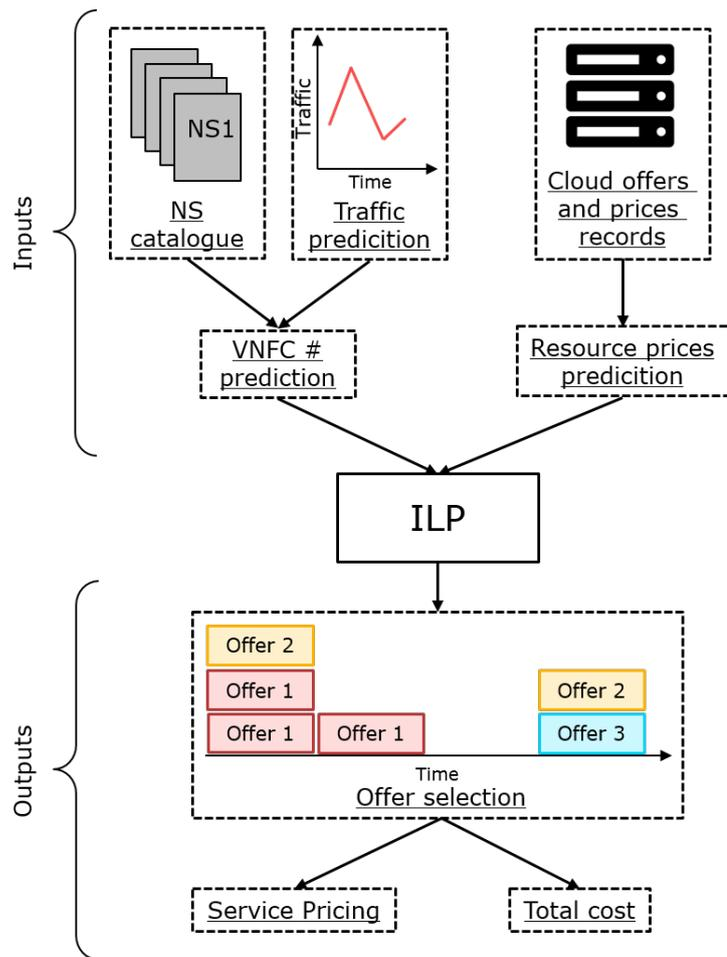 Inputs
NS1
NS
catalogue
Traffic
Time
Traffic
predicition
Cloud offers
and prices
records
VNFC #
prediction
Resource prices
predicition
ILP
Outputs
Offer 2
Offer 1
Offer 2
Offer 1
Offer 1
Offer 3
Time
Offer selection
Service Pricing
Total cost